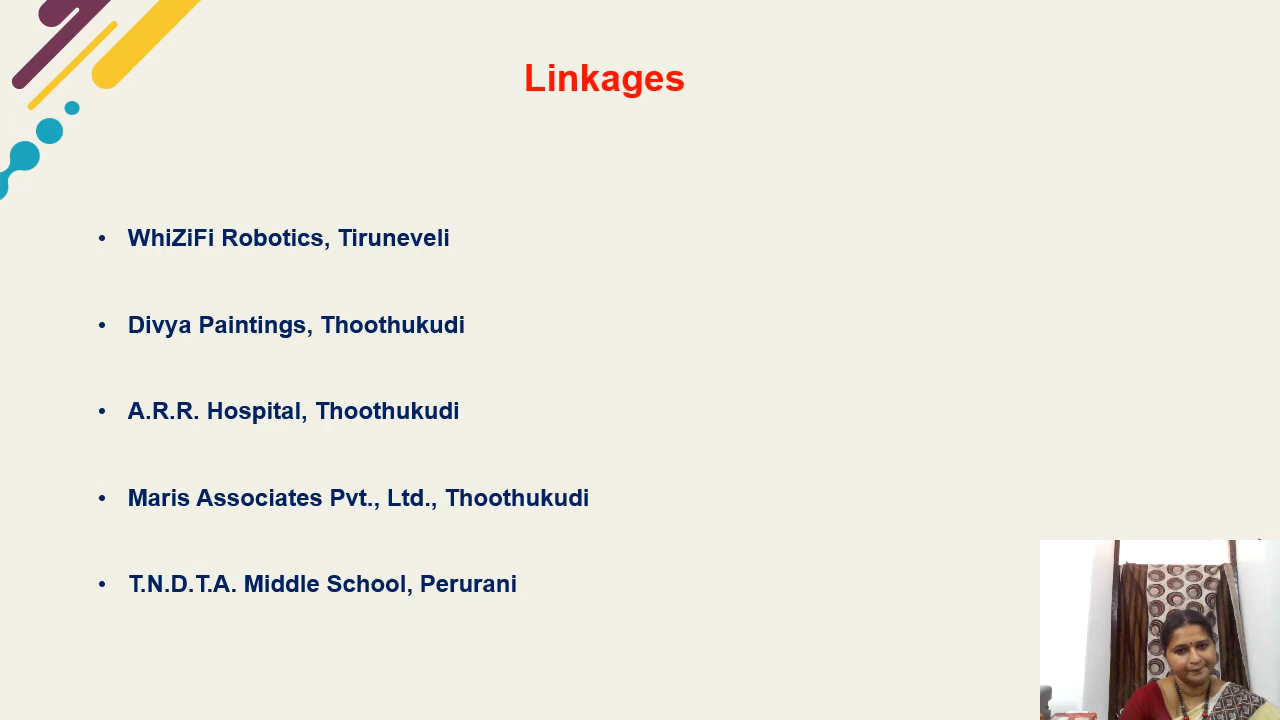 Linkages
• WhiZiFi Robotics, Tiruneveli
• Divya Paintings, Thoothukudi
• A.R.R. Hospital, Thoothukudi
• Maris Associates Pvt., Ltd., Thoothukudi
• T.N.D.T.A. Middle School, Perurani